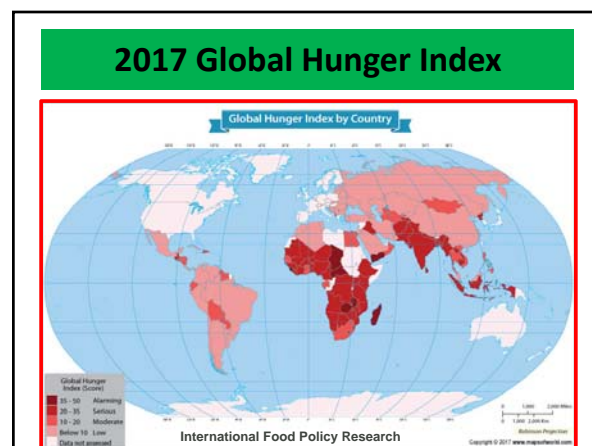 2017 Global Hunger Index
Global Hunger Index by Country
Global Hunger
Index (Score)
35 - 50 Alarming
20 - 35 Serious
10 - 20 Moderate
Below 10 Low
Data not assessed
International Food Policy Research
Robinson Projection
Copyright © 2017 www.mapsofworld.com